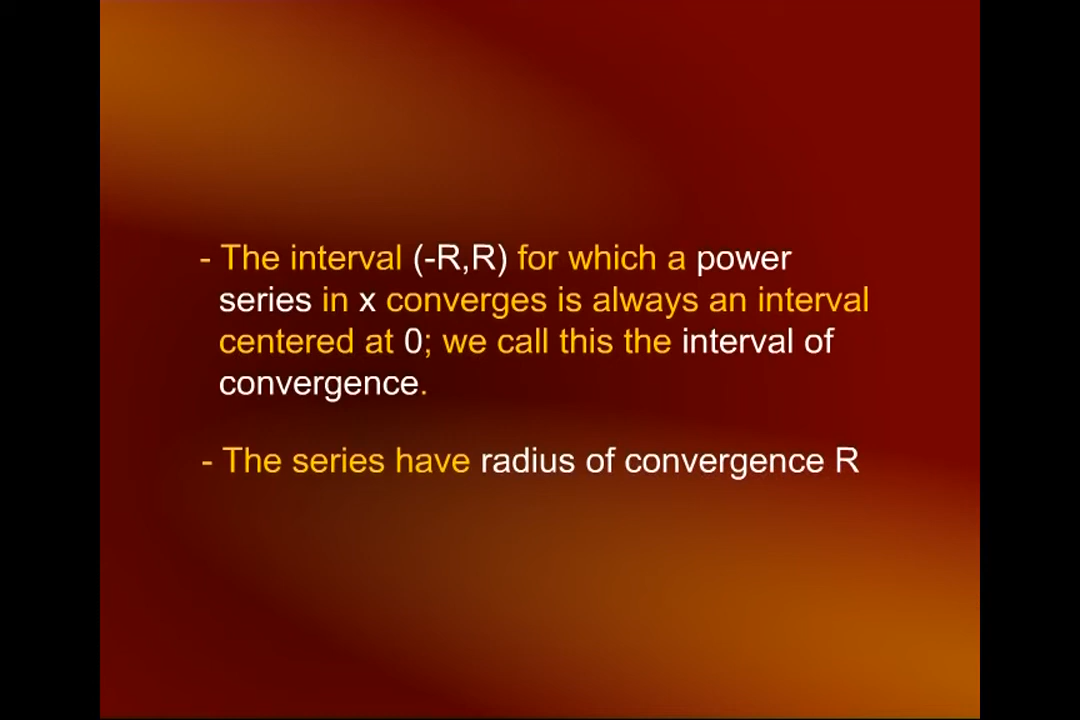 - The interval (-R,R) for which a power
series in x converges is always an interval
centered at 0; we call this the interval of
convergence.
- The series have radius of convergence R